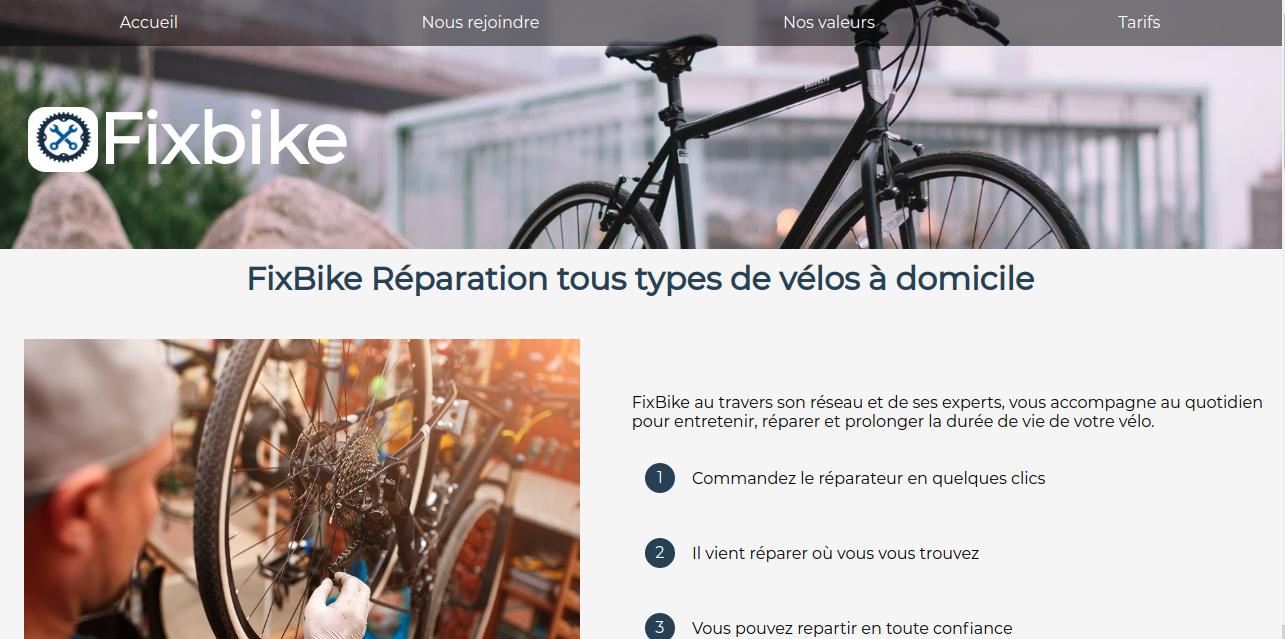 Accueil
Nous rejoindre
Nos valeurs
Tarifs
Fixbike
FixBike Réparation tous types de vélos à domicile
FixBike au travers son réseau et de ses experts, vous accompagne au quotidien
pour entretenir, réparer et prolonger la durée de vie de votre vélo.
1 Commandez le réparateur en quelques clics
2 Il vient réparer où vous vous trouvez
3 Vous pouvez repartir en toute confiance